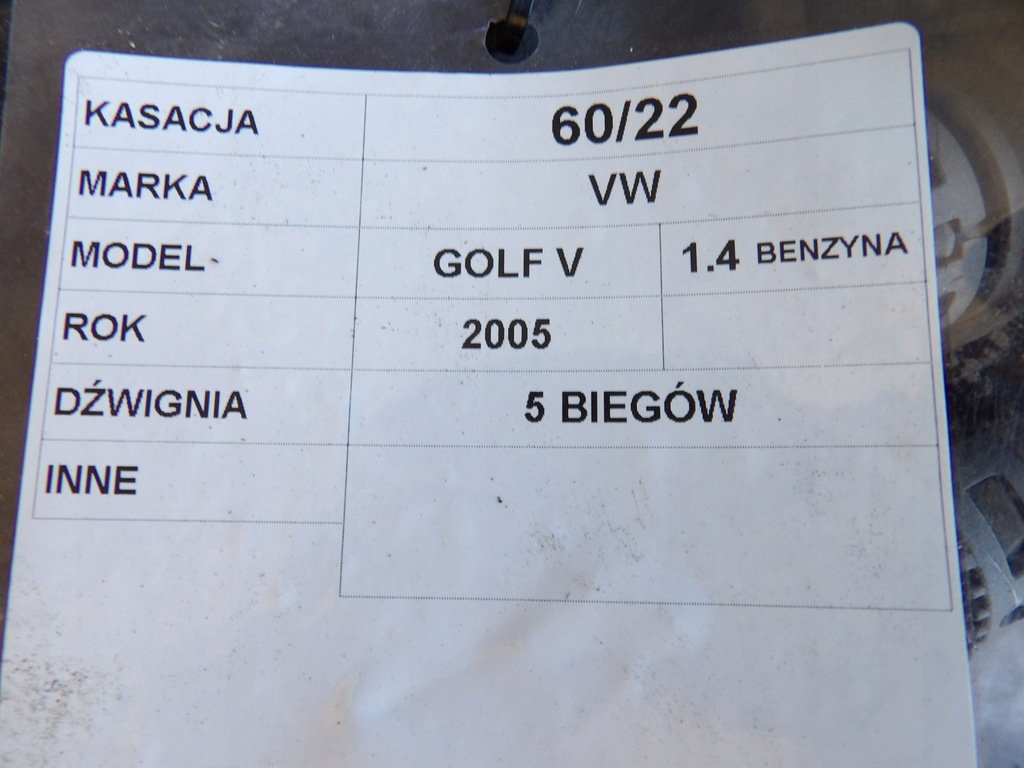 KASACJA 60/22
MARKA VW
MODEL GOLF V 1.4 BENZYNA
ROK 2005
DŹWIGNIA 5 BIEGÓW
INNE